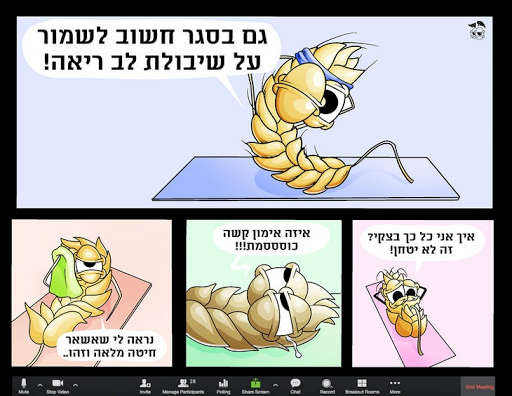 גם בסגר חשוב לשמור
על שיבולת לב ריאה!
נראה לי שאשאר
חיטה מלאה וזהו..
איזה אימון קשה
כוססססמת!!!
איך אני כל כך בצקי?
זה לא יטחן!
Mute
Stop Video
Invite
Manage Participants
28
Polling
Share Screen
Chat
Record
Breakout Rooms
More
End Meeting